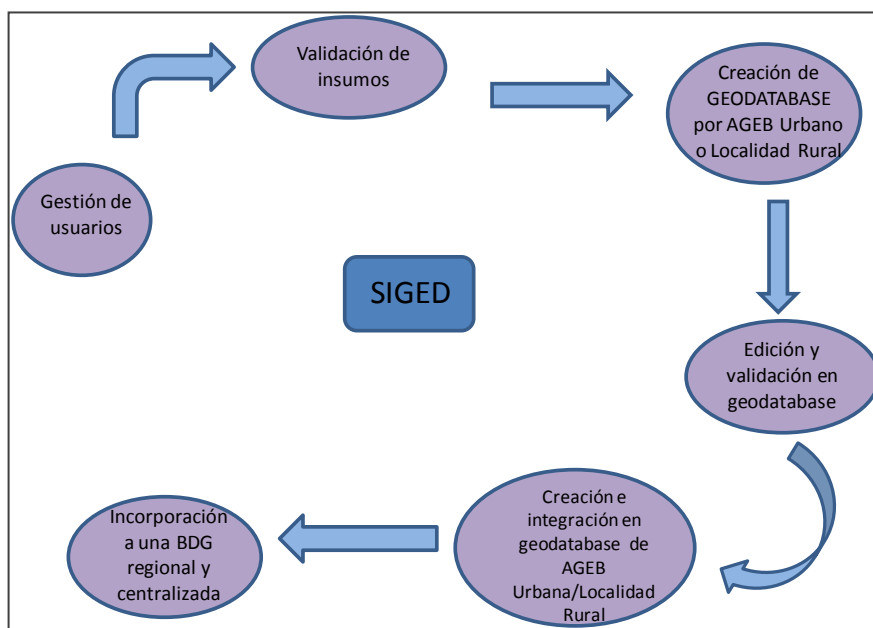 Validación de
insumos
Creación de
GEODATABASE
por AGEB Urbano
o Localidad Rural
Gestión de
usuarios
SIGED
Edición y
validación en
geodatabase
Creación e
integración en
geodatabase de
AGEB
Urbana/Localidad
Rural
Incorporación
a una BDG
regional y
centralizada